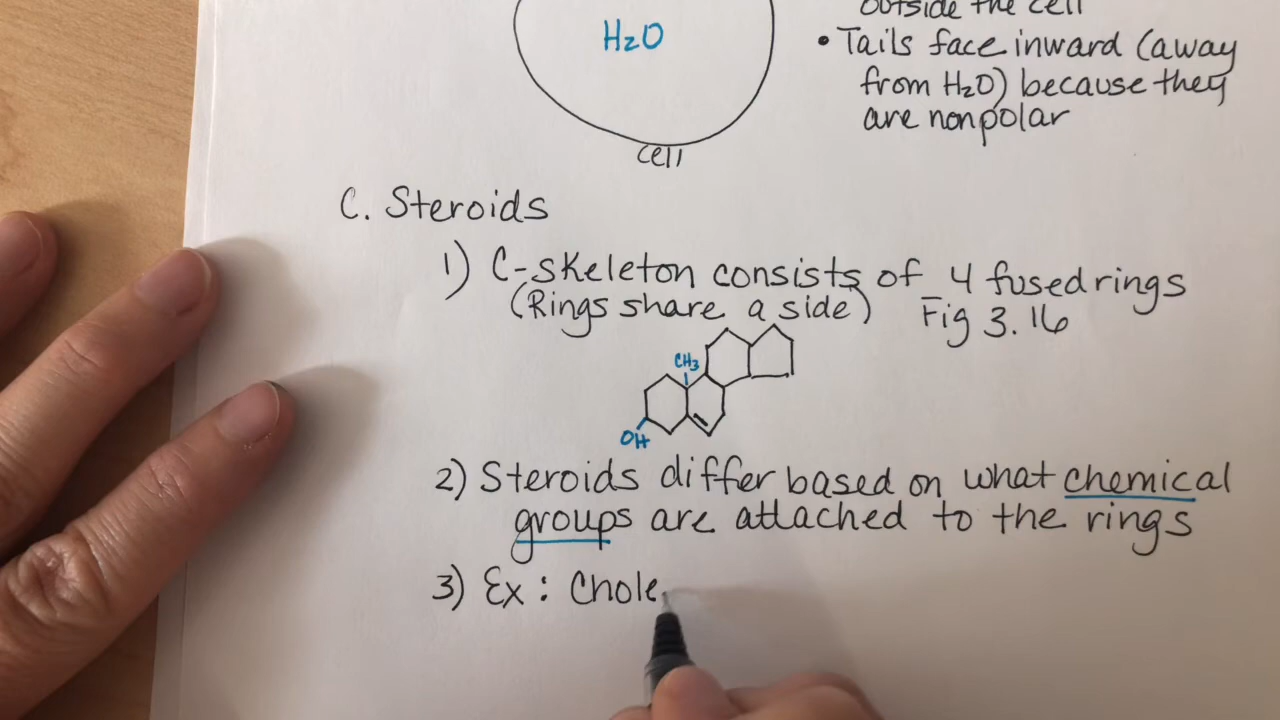 outside the cell
H₂O
• Tails face inward (away
from H₂O) because they
are nonpolar
cell
C. Steroids
1) C-skeleton consists of 4 fused rings
(Rings share a side) Fig 3.16
CH₃
OH
2) Steroids differ based on what chemical
groups are attached to the rings
3) Ex: Chole